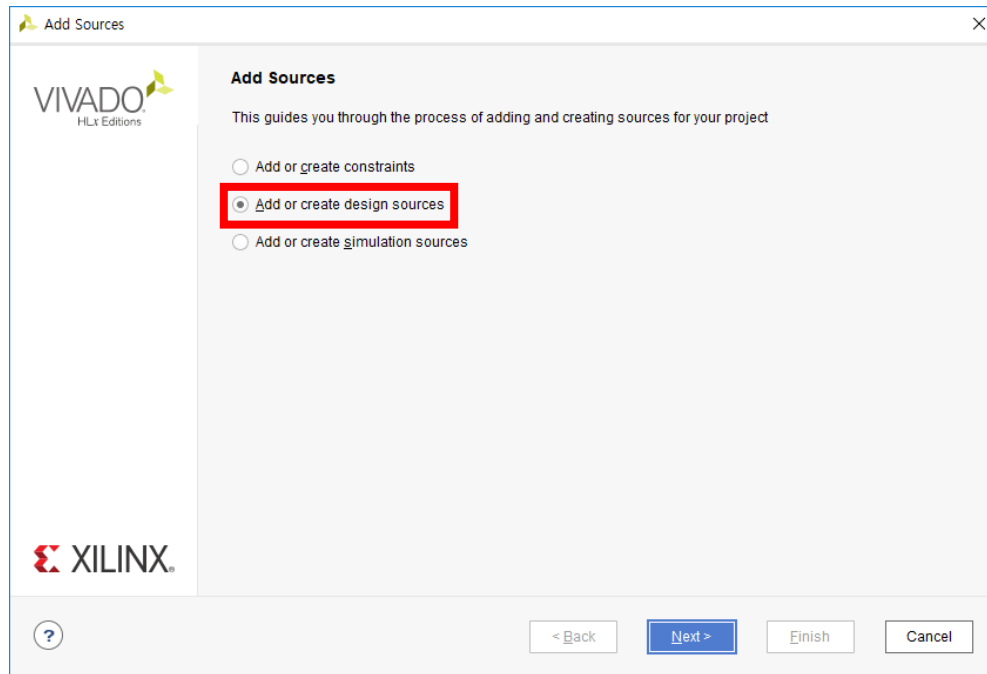 Add Sources
VIVADO.
HLx Editions
Add Sources
This guides you through the process of adding and creating sources for your project
Add or create constraints
Add or create design sources
Add or create simulation sources
XILINX.
?
< Back
Next >
Finish
Cancel